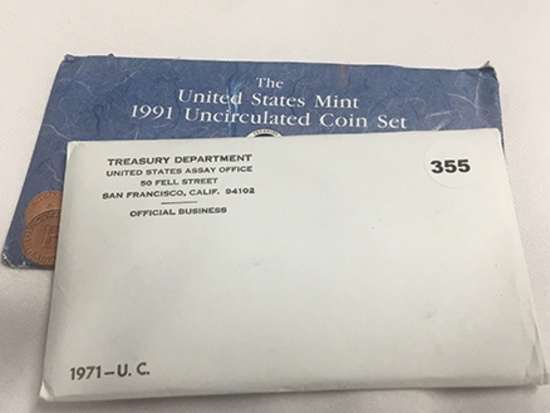 The
United States Mint
1991 Uncirculated Coin Set
TREASURY DEPARTMENT
UNITED STATES ASSAY OFFICE
50 FELL STREET
SAN FRANCISCO, CALIF. 94102
OFFICIAL BUSINESS
355
1971-U. C.